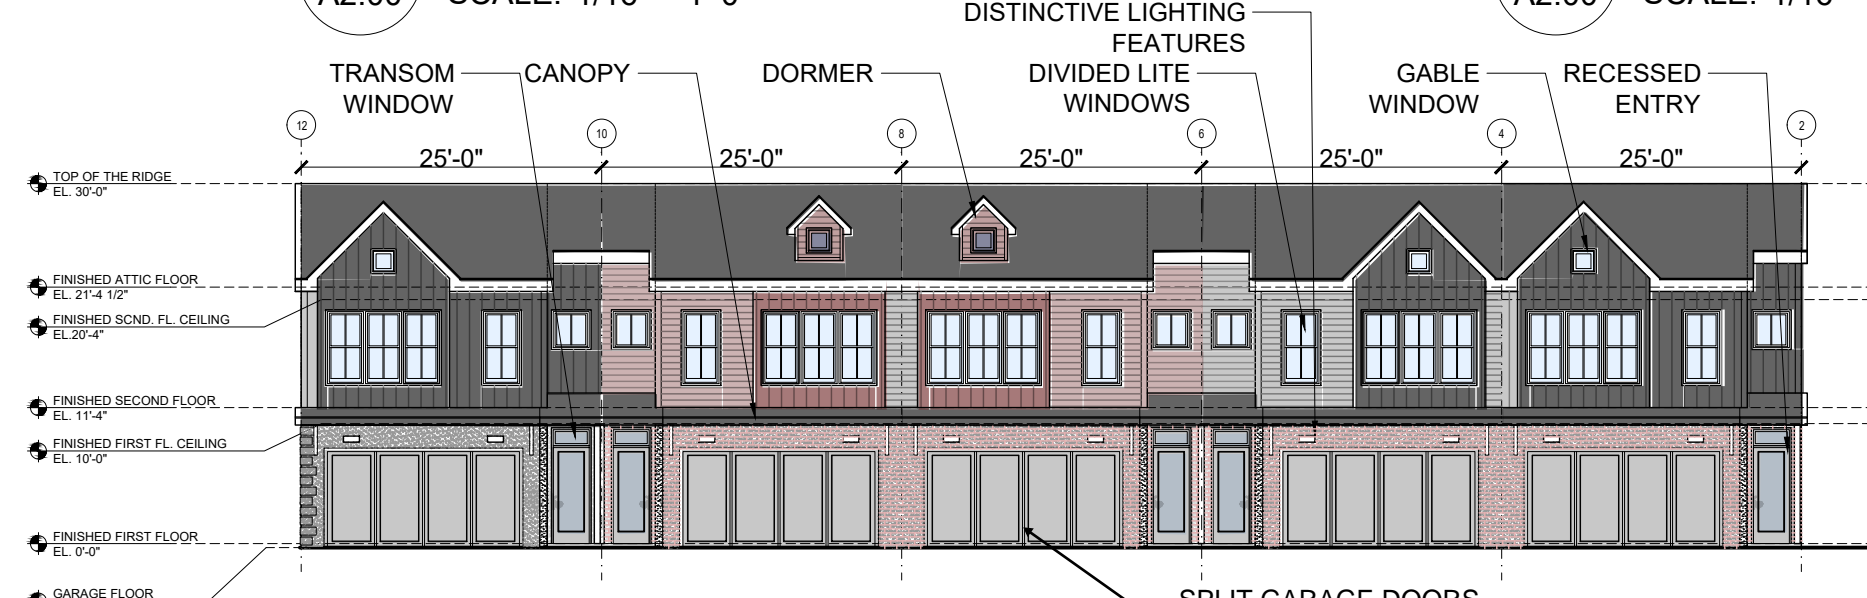 DISTINCTIVE LIGHTING
FEATURES
TRANSOM
WINDOW
CANOPY
DORMER
DIVIDED LITE
WINDOWS
GABLE
WINDOW
RECESSED
ENTRY
12
10
8
6
4
2
25'-0"
25'-0"
25'-0"
25'-0"
25'-0"
TOP OF THE RIDGE
EL. 30'-0"
FINISHED ATTIC FLOOR
EL. 21'-4 1/2"
FINISHED SCND. FL. CEILING
EL.20'-4"
FINISHED SECOND FLOOR
EL. 11'-4"
FINISHED FIRST FL. CEILING
EL. 10'-0"
FINISHED FIRST FLOOR
EL. 0'-0"
GARAGE FLOOR
SPLIT GARAGE DOORS